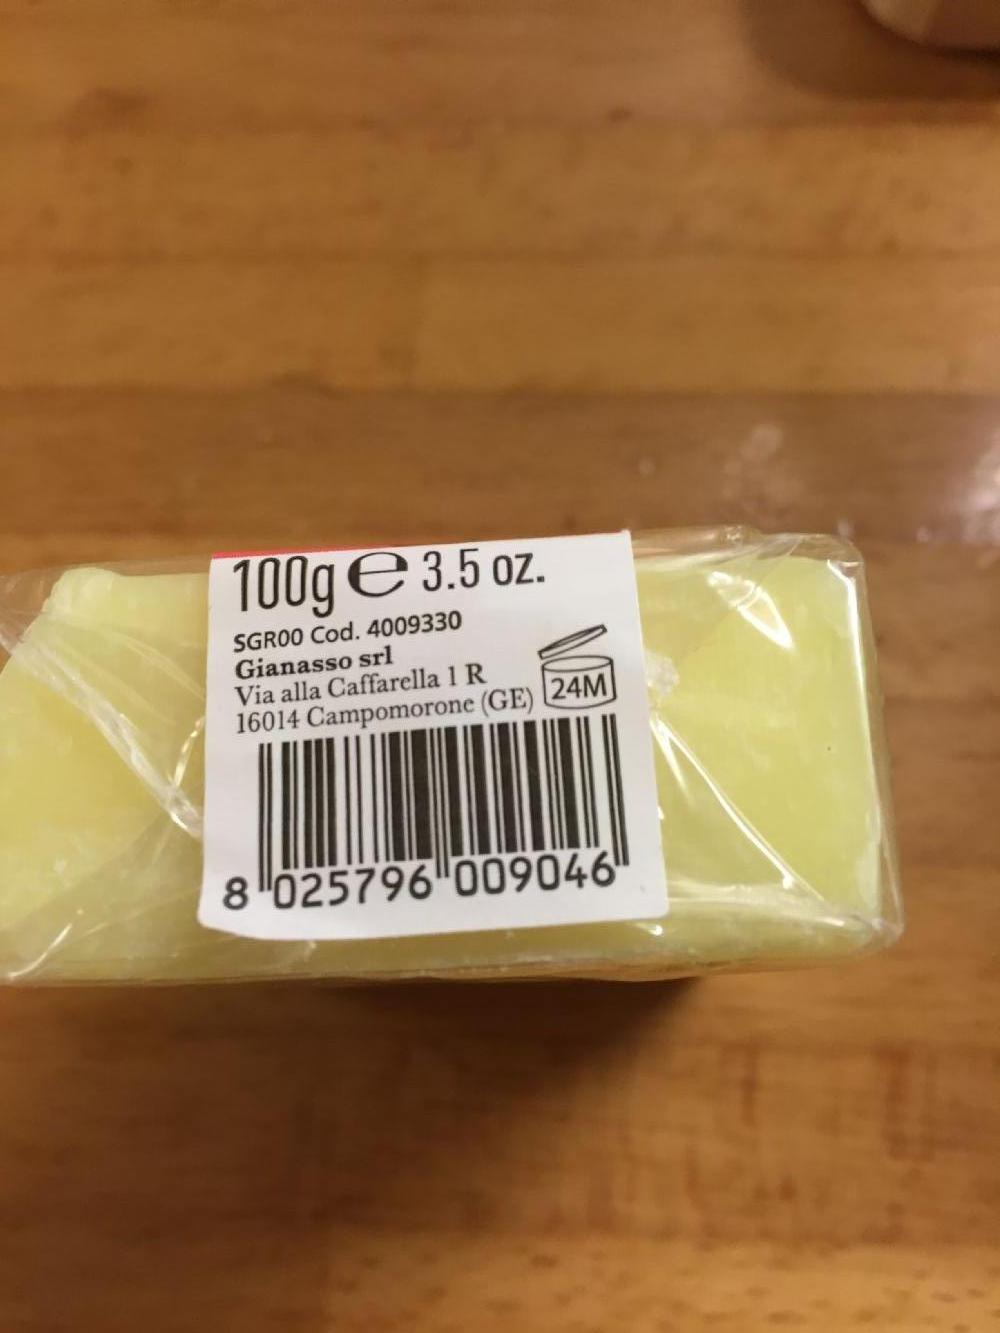 100g ℮ 3.5 oz.
SGR00 Cod. 4009330
Gianasso srl
Via alla Caffarella 1 R
16014 Campomorone (GE)
24M
8 025796 009046